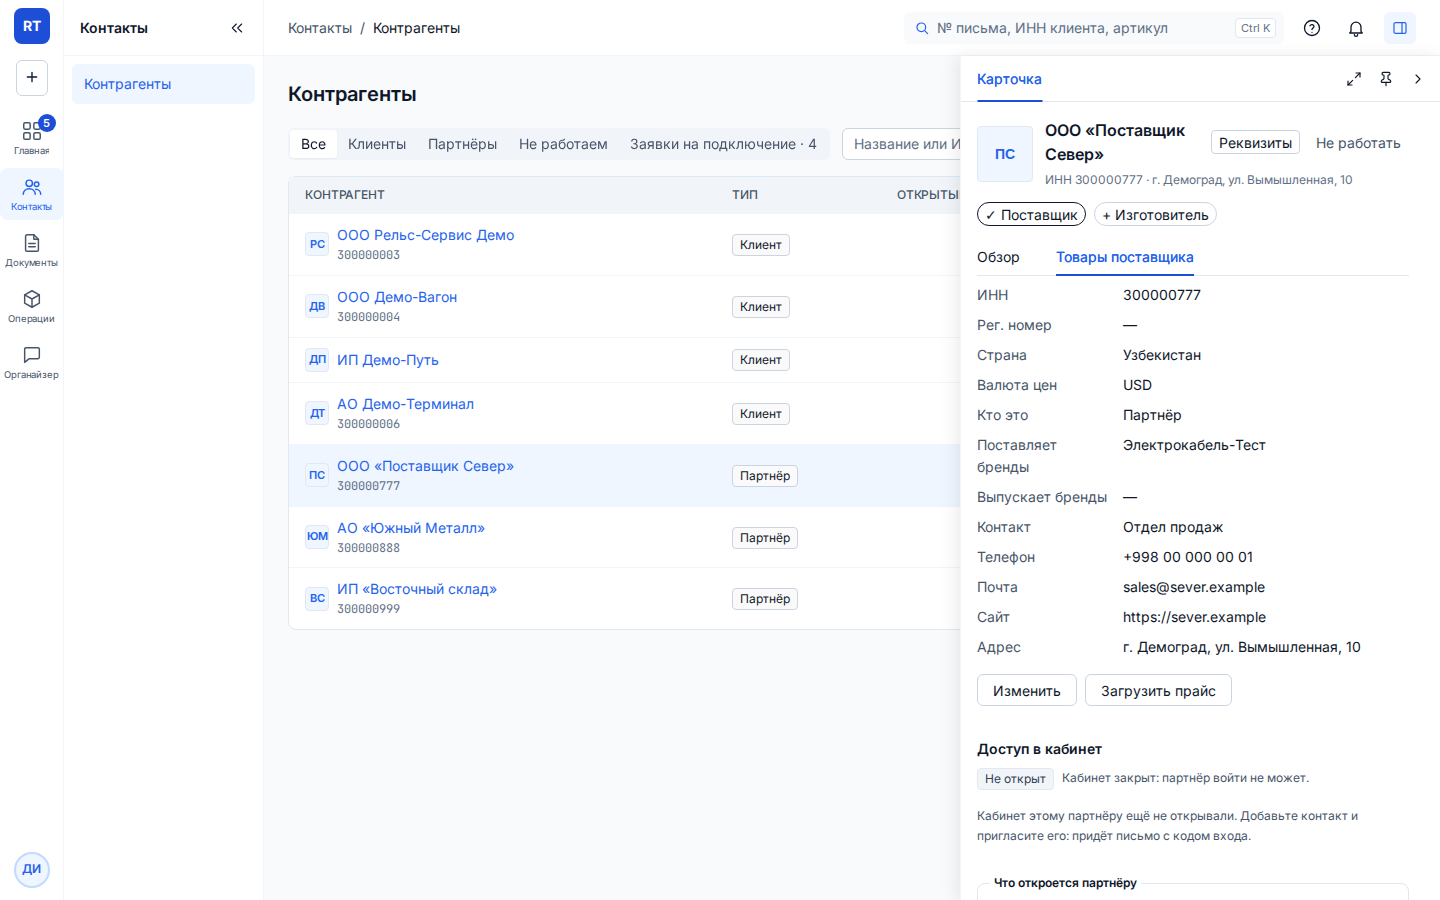 RT
Контакты
Контакты / Контрагенты
№ письма, ИНН клиента, артикул
Ctrl K
+
5
Главная
Контакты
Документы
Операции
Органайзер
ДИ
Контрагенты
Контрагенты
Все
Клиенты
Партнёры
Не работаем
Заявки на подключение · 4
Название или И
КОНТРАГЕНТ
ТИП
ОТКРЫТЫ
РС
ООО Рельс-Сервис Демо
300000003
Клиент
ДВ
ООО Демо-Вагон
300000004
Клиент
ДП
ИП Демо-Путь
Клиент
ДТ
АО Демо-Терминал
300000006
Клиент
ПС
ООО «Поставщик Север»
300000777
Партнёр
ЮМ
АО «Южный Металл»
300000888
Партнёр
ВС
ИП «Восточный склад»
300000999
Партнёр
Карточка
ПС
ООО «Поставщик
Север»
Реквизиты
Не работать
ИНН 300000777 · г. Демоград, ул. Вымышленная, 10
✓ Поставщик
+ Изготовитель
Обзор
Товары поставщика
ИНН 300000777
Рег. номер —
Страна Узбекистан
Валюта цен USD
Кто это Партнёр
Поставляет Электрокабель-Тест
бренды
Выпускает бренды —
Контакт Отдел продаж
Телефон +998 00 000 00 01
Почта sales@sever.example
Сайт https://sever.example
Адрес г. Демоград, ул. Вымышленная, 10
Изменить
Загрузить прайс
Доступ в кабинет
Не открыт
Кабинет закрыт: партнёр войти не может.
Кабинет этому партнёру ещё не открывали. Добавьте контакт и
пригласите его: придёт письмо с кодом входа.
Что откроется партнёру